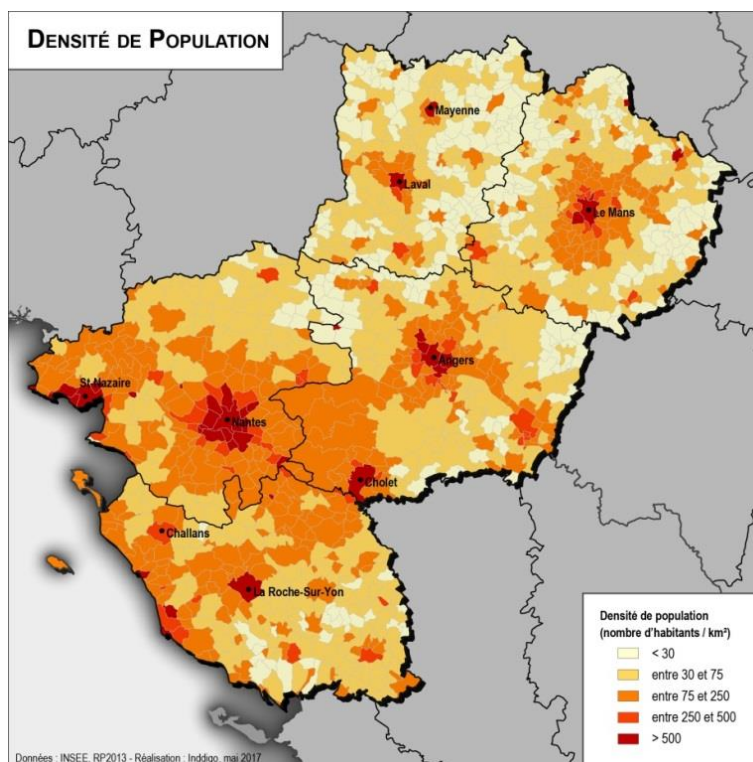 DENSITÉ DE POPULATION
Mayenne
Laval
Le Mans
Angers
St-Nazaire
Nantes
Cholet
Challans
La Roche-Sur-Yon
Densité de population
(nombre d'habitants / km²)
< 30
entre 30 et 75
entre 75 et 250
entre 250 et 500
> 500
Données : INSEE, RP2013 - Réalisation : Inddigo, mai 2017